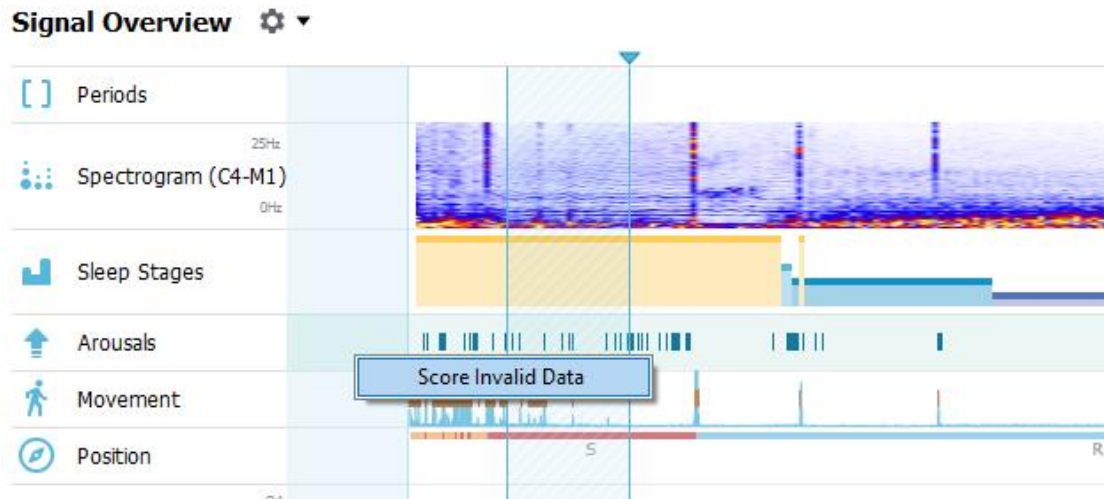 Signal Overview
Periods
25Hz
Spectrogram (C4-M1)
0Hz
Sleep Stages
Arousals
Score Invalid Data
Movement
Position
S
R